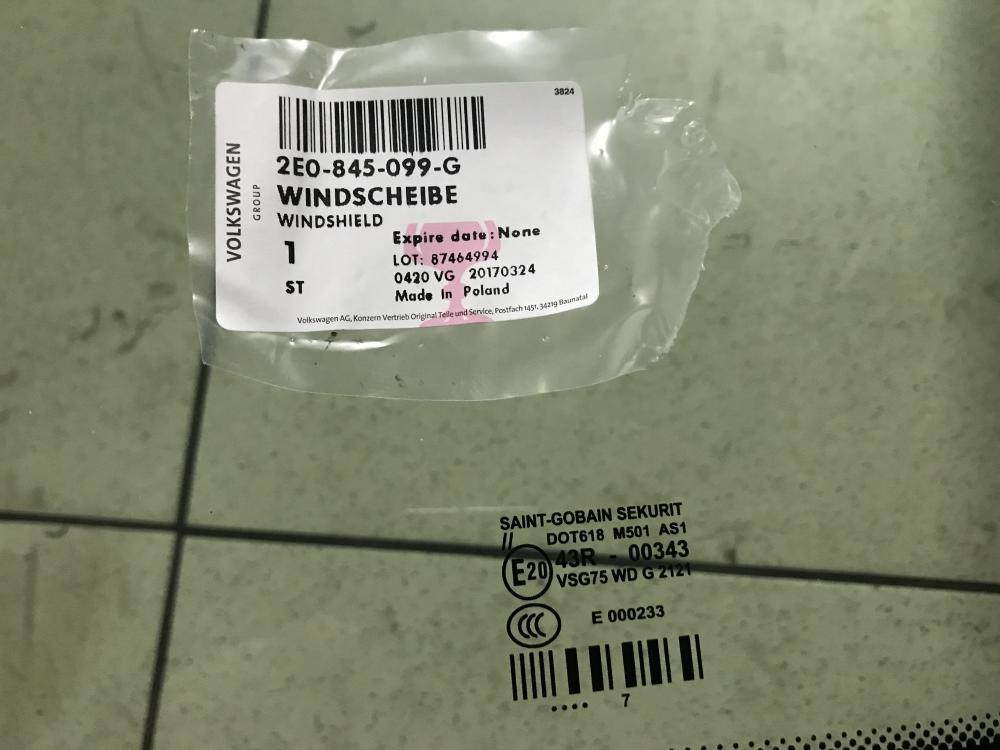 3824
VOLKSWAGEN
GROUP
2E0-845-099-G
WINDSCHEIBE
WINDSHIELD
1
ST
Expire date:None
LOT: 87464994
0420 VG 20170324
Made In Poland
Volkswagen AG, Konzern Vertrieb Original Teile und Service, Postfach 1451, 34219 Baunatal
SAINT-GOBAIN SEKURIT
// DOT618 M501 AS1
E20 43R - 00343
VSG75 WD G 2121
CCC E 000233
.... 7